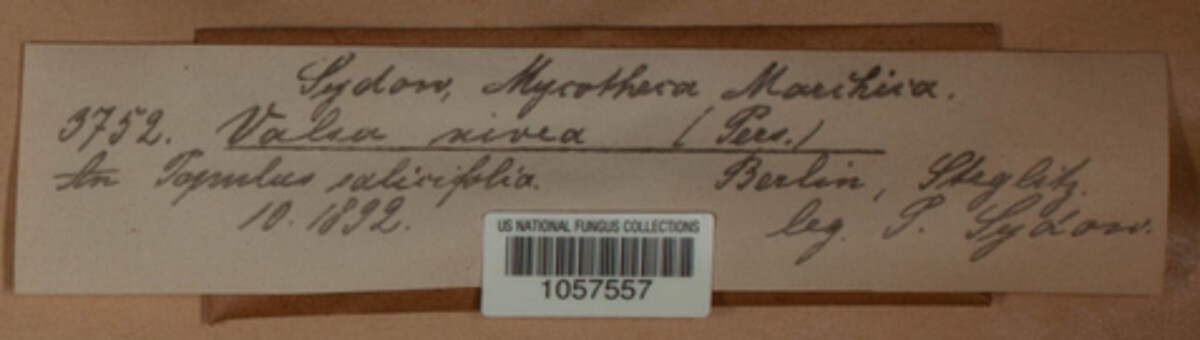 Sydow, Mycotheca Marchica.
3752. Valsa nivea (Pers.)
An Populus salicifolia. Berlin, Steglitz.
10. 1892. leg. P. Sydow.
US NATIONAL FUNGUS COLLECTIONS
1057557